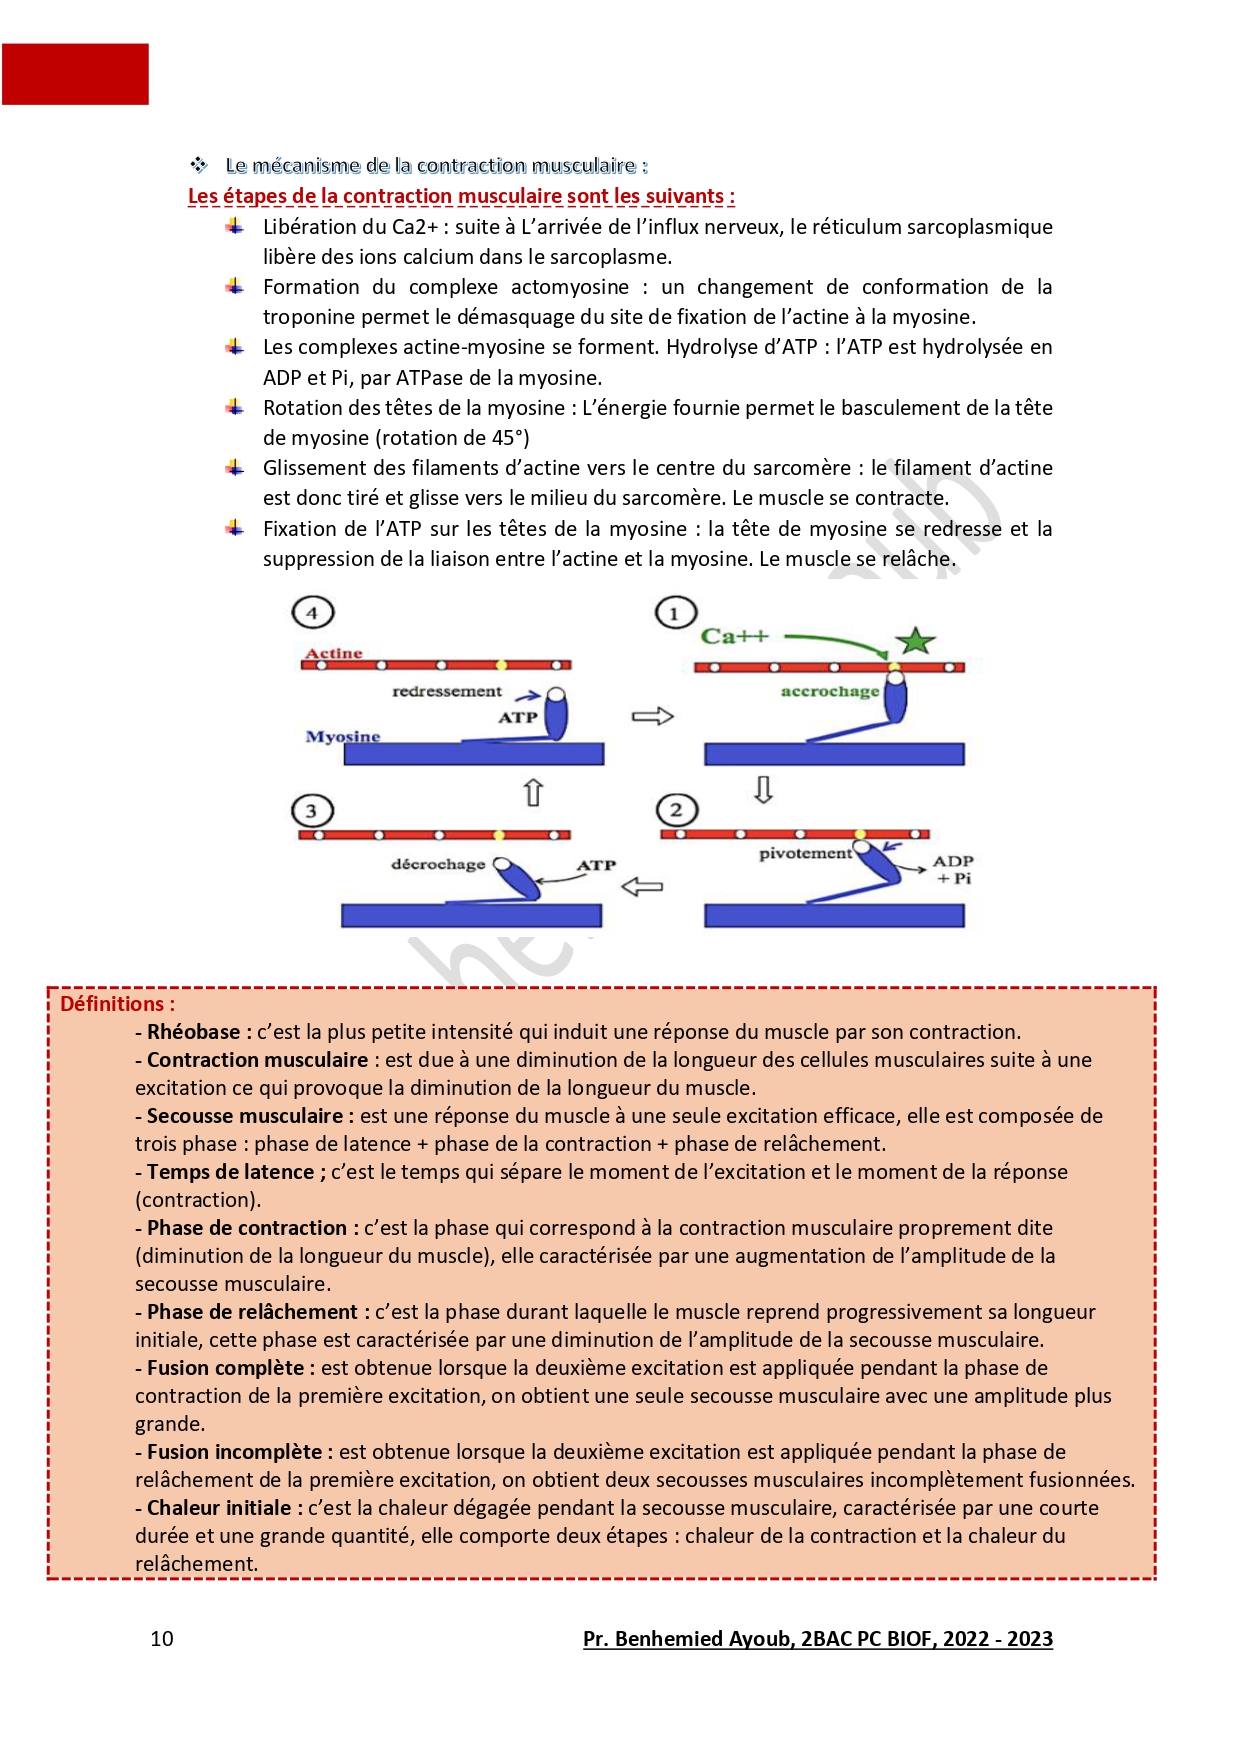 Le mécanisme de la contraction musculaire :
Les étapes de la contraction musculaire sont les suivants :
Libération du Ca2+ : suite à L’arrivée de l’influx nerveux, le réticulum sarcoplasmique
libère des ions calcium dans le sarcoplasme.
Formation du complexe actomyosine : un changement de conformation de la
troponine permet le démasquage du site de fixation de l’actine à la myosine.
Les complexes actine-myosine se forment. Hydrolyse d’ATP : l’ATP est hydrolysée en
ADP et Pi, par ATPase de la myosine.
Rotation des têtes de la myosine : L’énergie fournie permet le basculement de la tête
de myosine (rotation de 45°)
Glissement des filaments d’actine vers le centre du sarcomère : le filament d’actine
est donc tiré et glisse vers le milieu du sarcomère. Le muscle se contracte.
Fixation de l’ATP sur les têtes de la myosine : la tête de myosine se redresse et la
suppression de la liaison entre l’actine et la myosine. Le muscle se relâche.
4
Actine
redressement
ATP
Myosine
1
Ca++
accrochage
3
décrochage
ATP
2
pivotement
ADP
+ Pi
Définitions :
- Rhéobase : c’est la plus petite intensité qui induit une réponse du muscle par son contraction.
- Contraction musculaire : est due à une diminution de la longueur des cellules musculaires suite à une
excitation ce qui provoque la diminution de la longueur du muscle.
- Secousse musculaire : est une réponse du muscle à une seule excitation efficace, elle est composée de
trois phase : phase de latence + phase de la contraction + phase de relâchement.
- Temps de latence ; c’est le temps qui sépare le moment de l’excitation et le moment de la réponse
(contraction).
- Phase de contraction : c’est la phase qui correspond à la contraction musculaire proprement dite
(diminution de la longueur du muscle), elle caractérisée par une augmentation de l’amplitude de la
secousse musculaire.
- Phase de relâchement : c’est la phase durant laquelle le muscle reprend progressivement sa longueur
initiale, cette phase est caractérisée par une diminution de l’amplitude de la secousse musculaire.
- Fusion complète : est obtenue lorsque la deuxième excitation est appliquée pendant la phase de
contraction de la première excitation, on obtient une seule secousse musculaire avec une amplitude plus
grande.
- Fusion incomplète : est obtenue lorsque la deuxième excitation est appliquée pendant la phase de
relâchement de la première excitation, on obtient deux secousses musculaires incomplètement fusionnées.
- Chaleur initiale : c’est la chaleur dégagée pendant la secousse musculaire, caractérisée par une courte
durée et une grande quantité, elle comporte deux étapes : chaleur de la contraction et la chaleur du
relâchement.
10
Pr. Benhemied Ayoub, 2BAC PC BIOF, 2022 - 2023